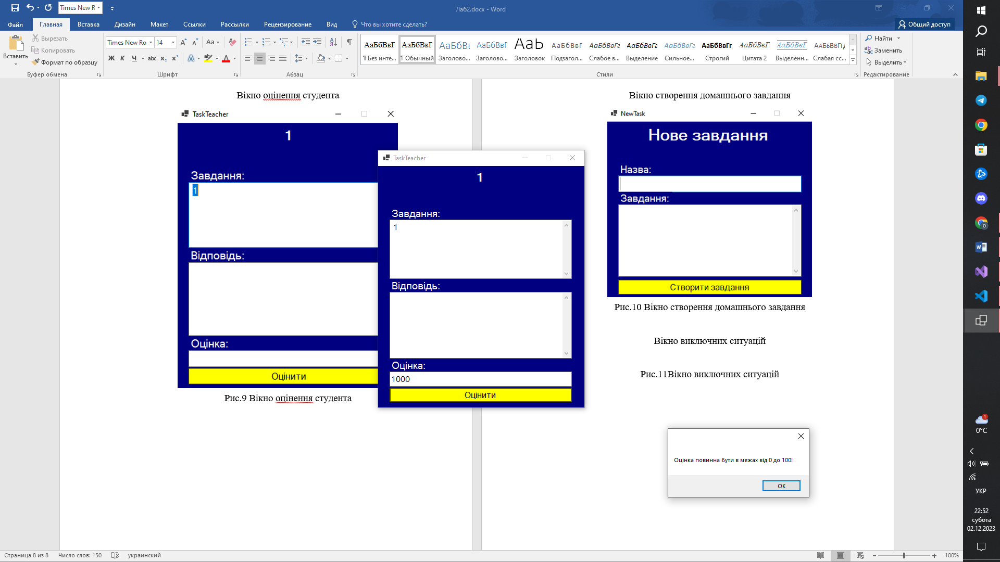 Times New R
Лаб2.docx - Word
Файл
Главная
Вставка
Дизайн
Макет
Ссылки
Рассылки
Рецензирование
Вид
Что вы хотите сделать?
Общий доступ
Вставить
Вырезать
Копировать
Формат по образцу
Буфер обмена
Times New Ro
14
Aa
Ж К Ч abc x₂ x²
Шрифт
Абзац
АаБбВвГ АаБбВвГ АаБбВ АаБбВвГ АаБ АаБбВвГ АаБбВвГг АаБбВвГг АаБбВвГг АаБбВвГг, АаБбВвГ АаБбВвГ ААББВВГГД
¶ Без инте... ¶ Обычный Заголово... Заголово... Заголовок Подзагол... Слабое в... Выделение Сильное... Строгий Цитата 2 Выделенн... Слабая сс...
Стили
Найти
Заменить
Выделить
Редактирование
Вікно оцінення студента
TaskTeacher
1
Завдання:
1
Відповідь:
Оцінка:
Оцінити
Рис.9 Вікно оцінення студента
TaskTeacher
1
Завдання:
1
Відповідь:
Оцінка:
1000
Оцінити
Вікно створення домашнього завдання
NewTask
Нове завдання
Назва:
Завдання:
Створити завдання
Рис.10 Вікно створення домашнього завдання
Вікно виключних ситуацій
Рис.11Вікно виключних ситуацій
Оцінка повинна бути в межах від 0 до 100!
ОК
1
0°C
УКР
22:52
субота
02.12.2023
Страница 8 из 8
Число слов: 150
украинский
100%